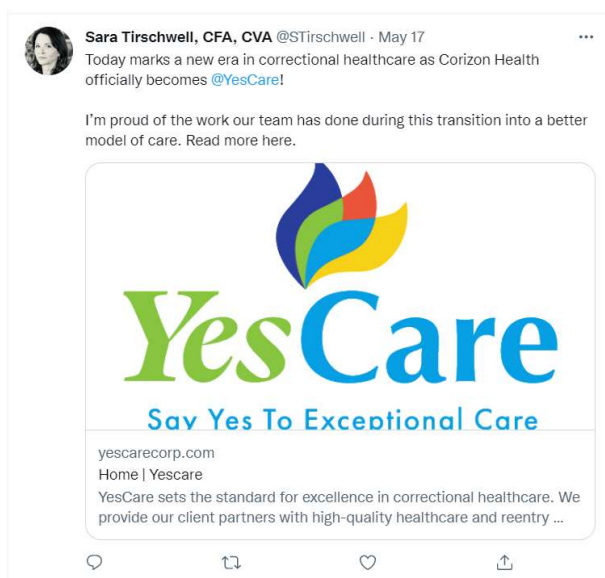 Sara Tirschwell, CFA, CVA @STirschwell · May 17
Today marks a new era in correctional healthcare as Corizon Health
officially becomes @YesCare!
I'm proud of the work our team has done during this transition into a better
model of care. Read more here.
YesCare
Say Yes To Exceptional Care
yescarecorp.com
Home | Yescare
YesCare sets the standard for excellence in correctional healthcare. We
provide our client partners with high-quality healthcare and reentry ...